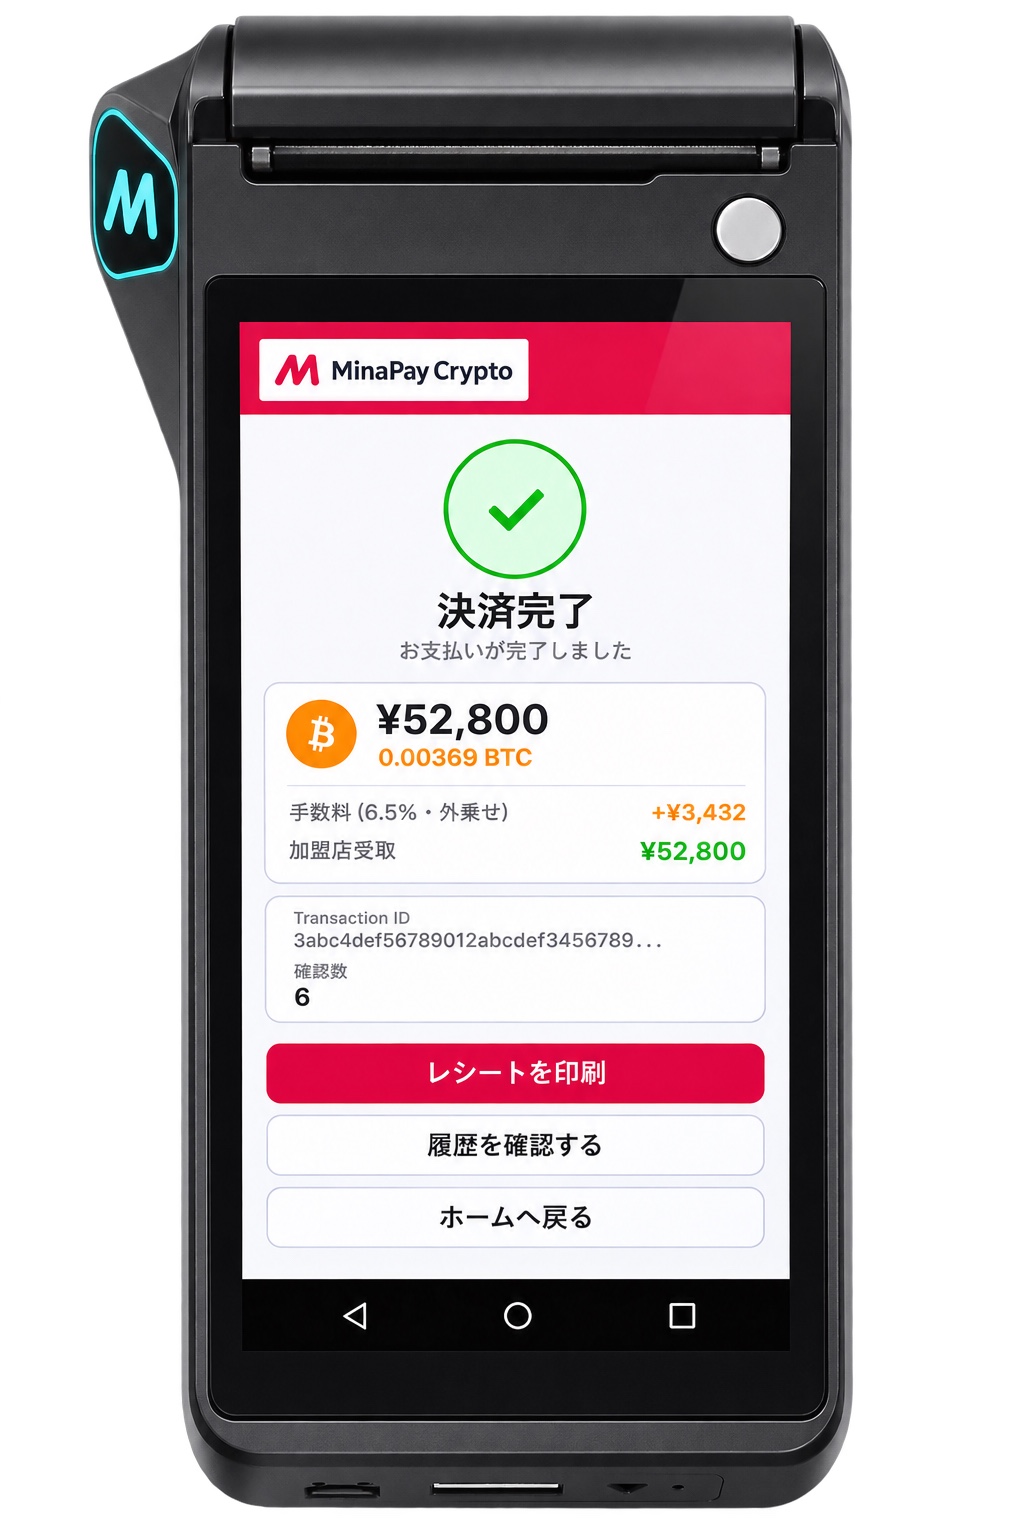 M
M MinaPay Crypto
決済完了
お支払いが完了しました
₿ ¥52,800
0.00369 BTC
手数料 (6.5%・外乗せ) +¥3,432
加盟店受取 ¥52,800
Transaction ID
3abc4def56789012abcdef3456789...
確認数
6
レシートを印刷
履歴を確認する
ホームへ戻る